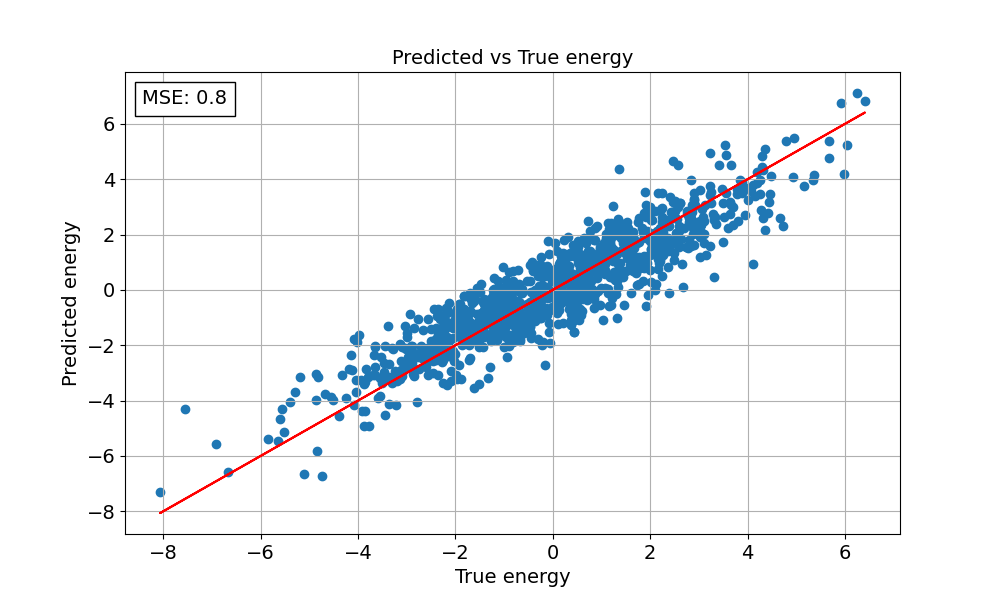 Predicted vs True energy
MSE: 0.8
Predicted energy
6
4
2
0
−2
−4
−6
−8
−8 −6 −4 −2 0 2 4 6
True energy